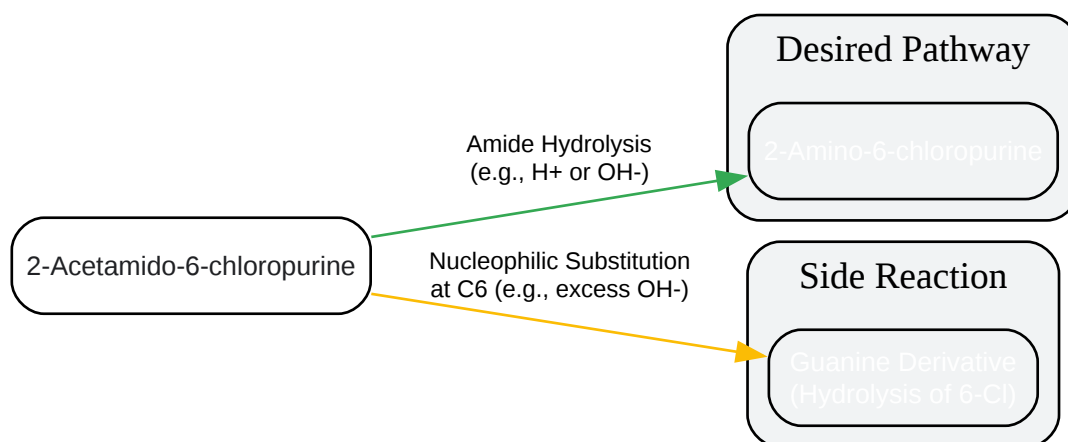 Desired Pathway
2-Amino-6-chloropurine
Amide Hydrolysis
(e.g., H+ or OH-)
2-Acetamido-6-chloropurine
Nucleophilic Substitution
at C6 (e.g., excess OH-)
Side Reaction
Guanine Derivative
(Hydrolysis of 6-Cl)